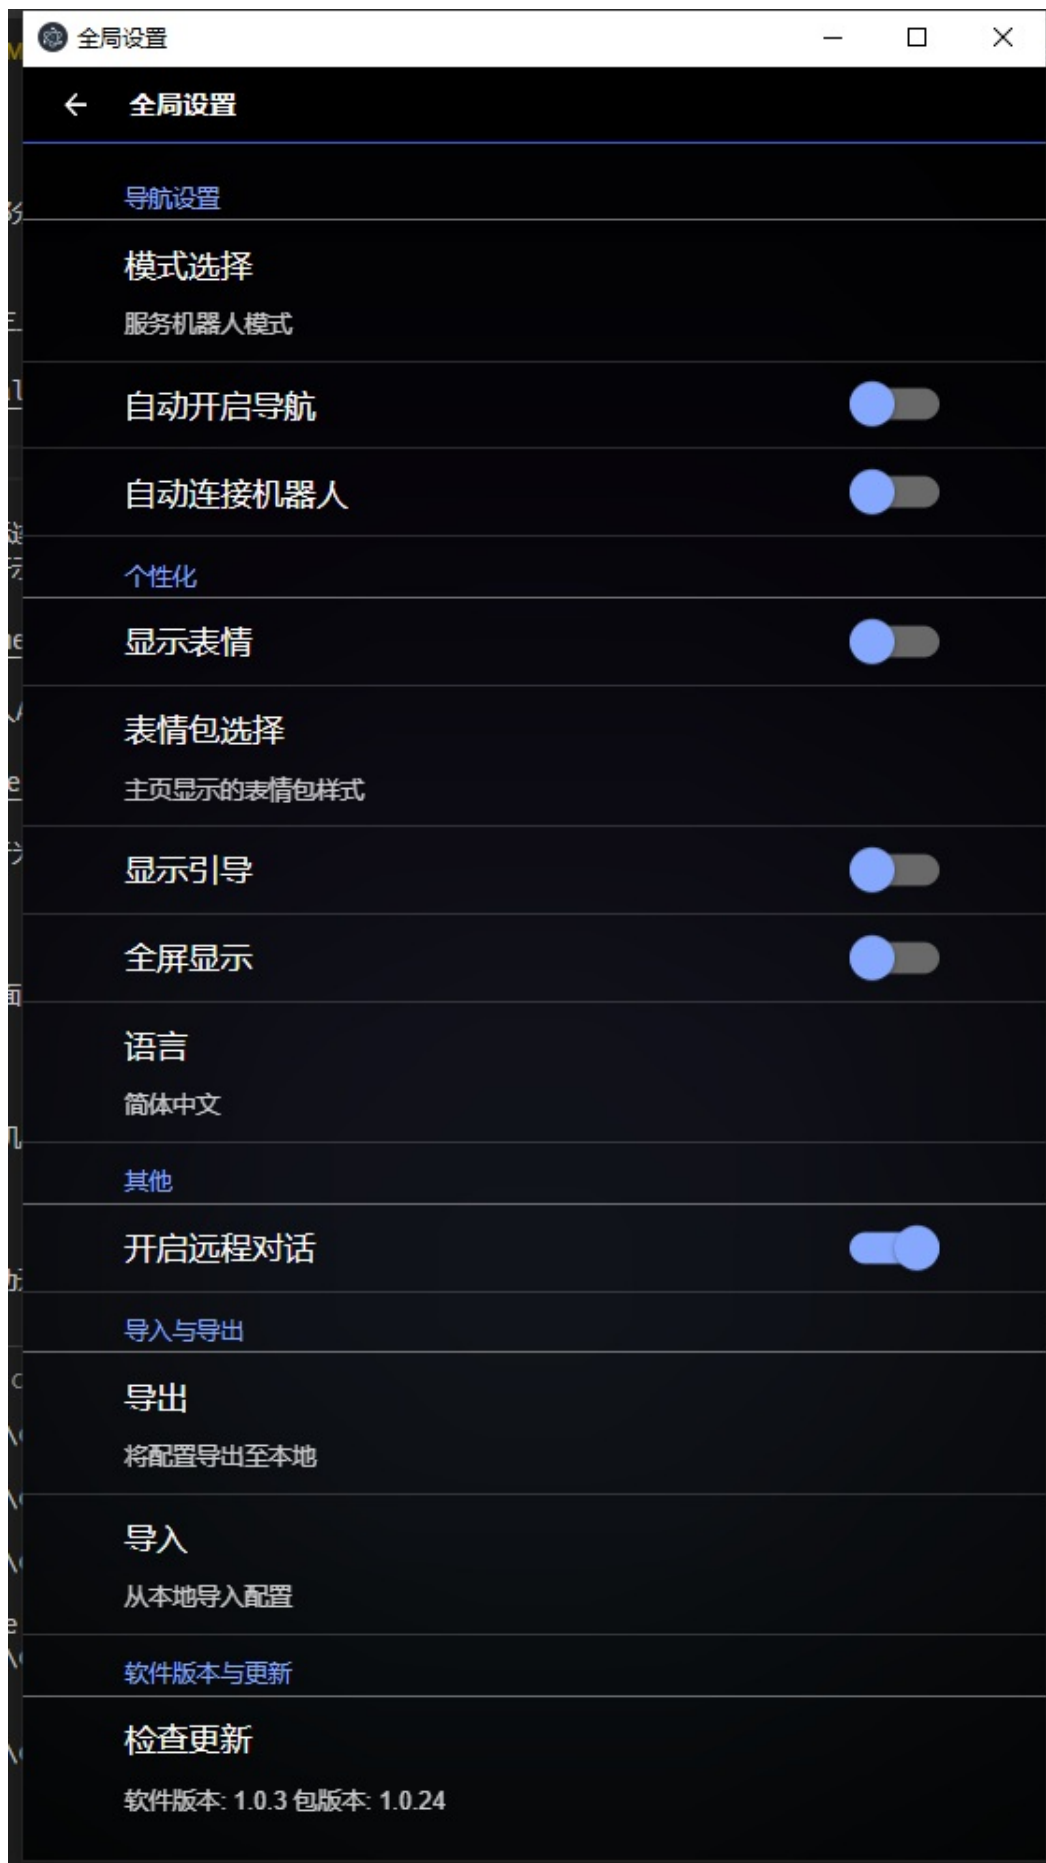 全局设置
全局设置
导航设置
模式选择
服务机器人模式
自动开启导航
自动连接机器人
个性化
显示表情
表情包选择
主页显示的表情包样式
显示引导
全屏显示
语言
简体中文
其他
开启远程对话
导入与导出
导出
将配置导出至本地
导入
从本地导入配置
软件版本与更新
检查更新
软件版本: 1.0.3 包版本: 1.0.24